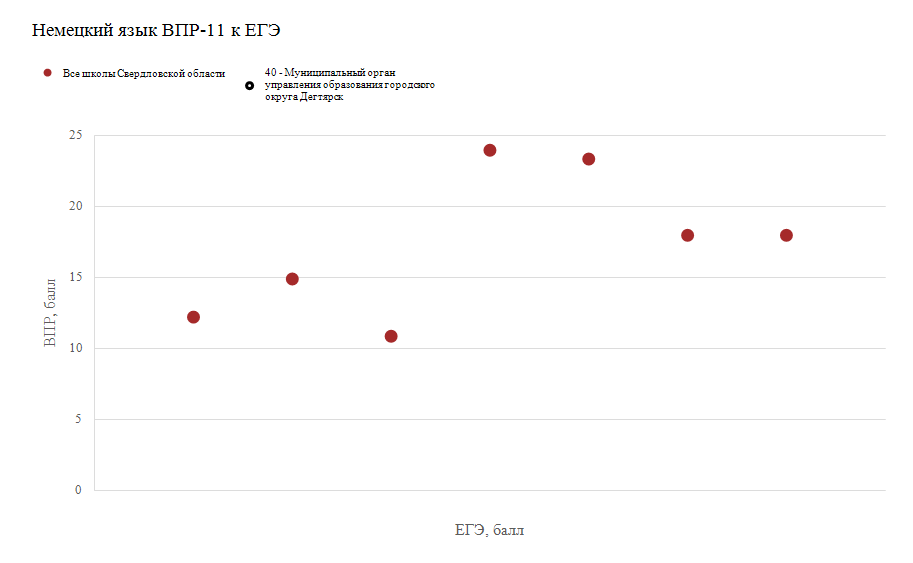 Немецкий язык ВПР-11 к ЕГЭ
Все школы Свердловской области
40 - Муниципальный орган
управления образования городского
округа Дегтярск
25
20
15
10
5
0
ВПР, балл
ЕГЭ, балл